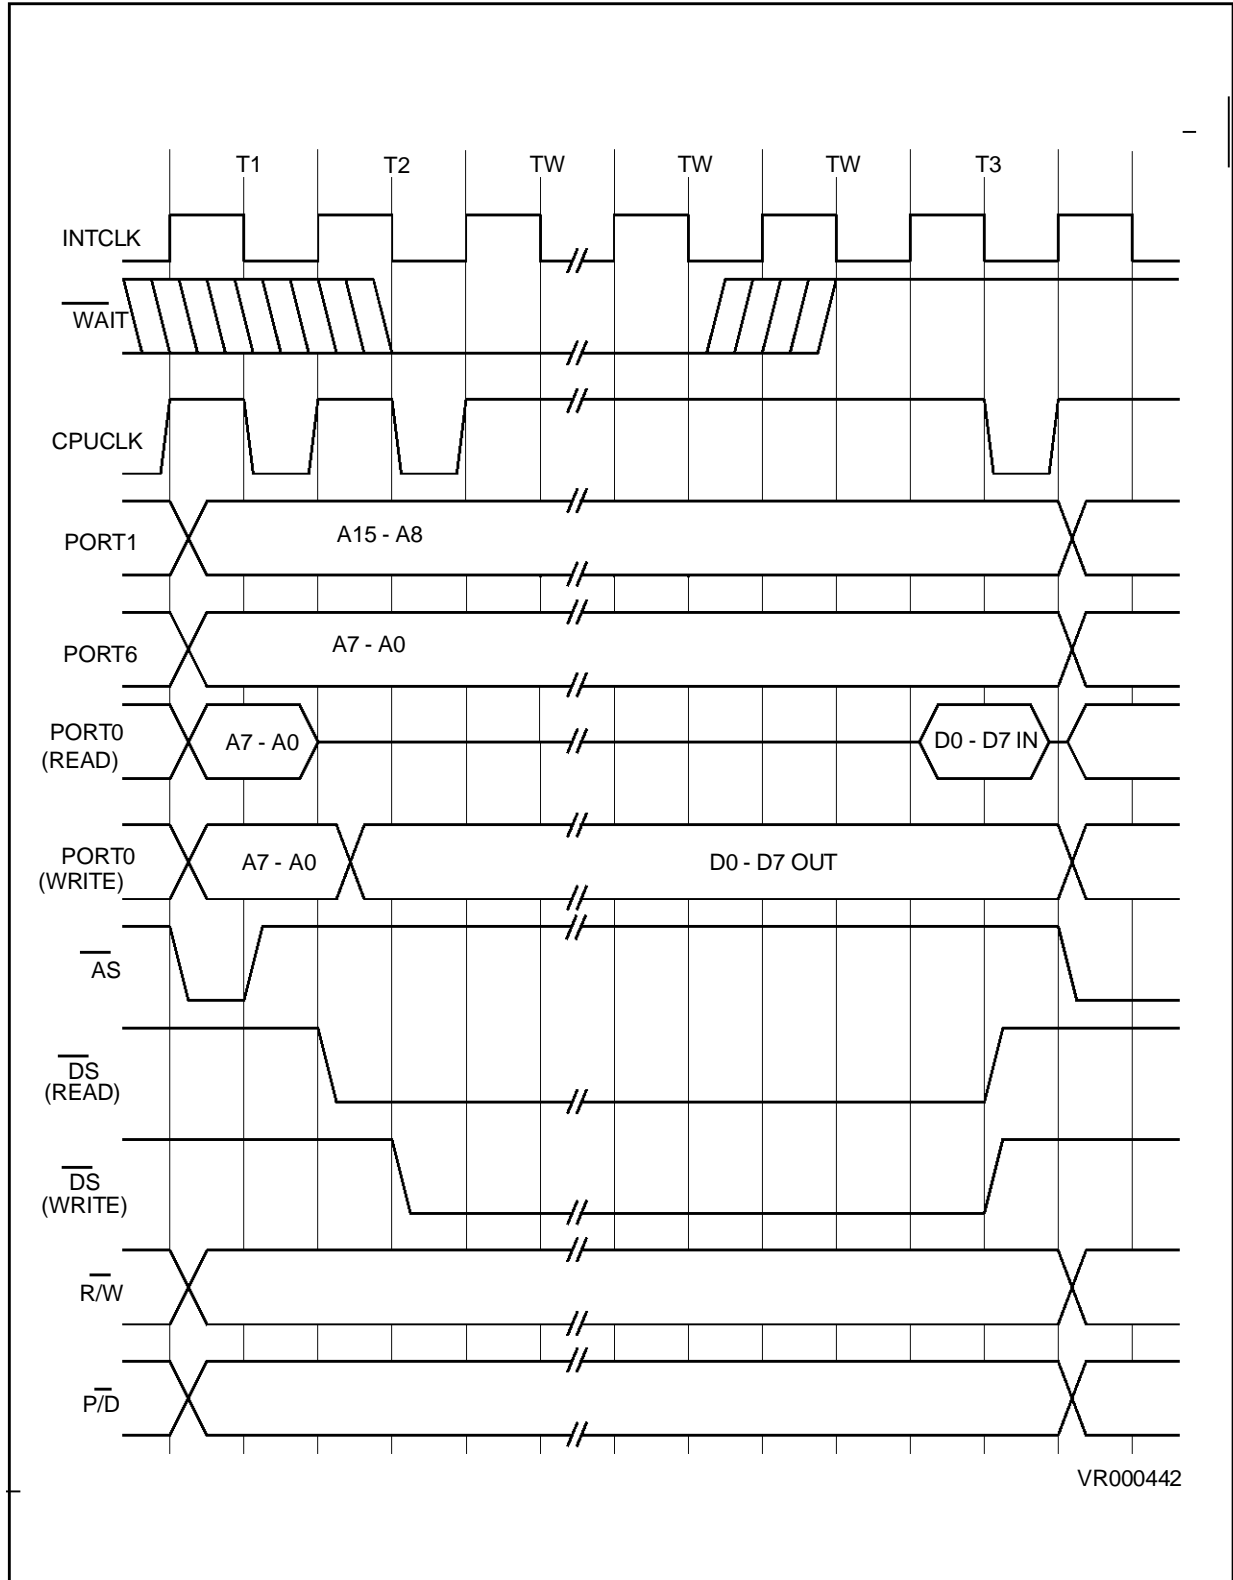 T1 T2 TW TW TW T3
INTCLK
WAIT
CPUCLK
PORT1 A15 - A8
PORT6 A7 - A0
PORT0 A7 - A0 D0 - D7 IN
(READ)
PORT0 A7 - A0 D0 - D7 OUT
(WRITE)
AS
DS
(READ)
DS
(WRITE)
R/W
P/D
VR000442